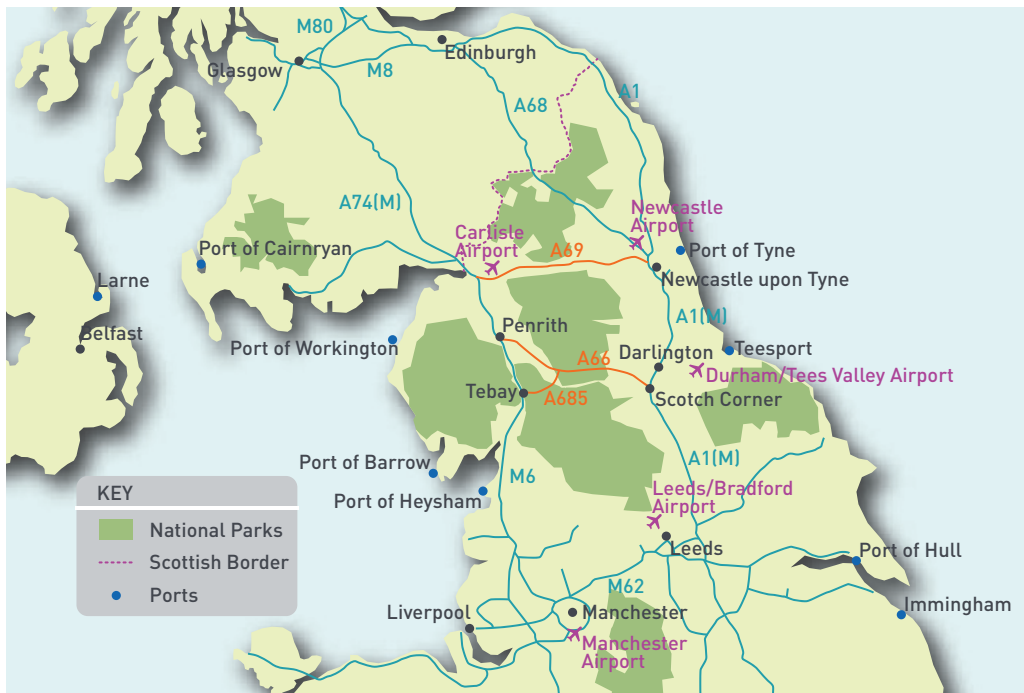 M80
Edinburgh
Glasgow
M8
A68
A1
A74(M)
Newcastle
Airport
Carlisle
Airport
Port of Cairnryan
A69
Port of Tyne
Newcastle upon Tyne
Larne
Belfast
Port of Workington
Penrith
A1(M)
Darlington
Teesport
A66
Durham/Tees Valley Airport
Tebay
A685
Scotch Corner
Port of Barrow
M6
A1(M)
Port of Heysham
Leeds/Bradford
Airport
Leeds
Port of Hull
M62
Liverpool
Manchester
Immingham
Manchester
Airport
KEY
National Parks
Scottish Border
Ports